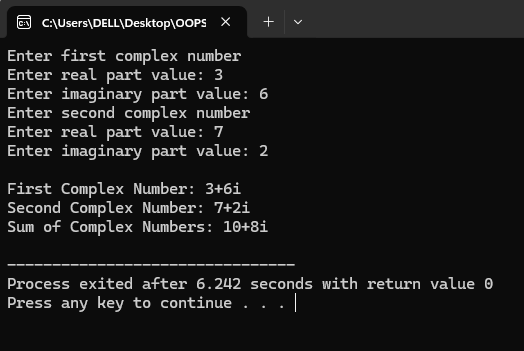 C:\Users\DELL\Desktop\OOPS
Enter first complex number
Enter real part value: 3
Enter imaginary part value: 6
Enter second complex number
Enter real part value: 7
Enter imaginary part value: 2
First Complex Number: 3+6i
Second Complex Number: 7+2i
Sum of Complex Numbers: 10+8i
--------------------------------
Process exited after 6.242 seconds with return value 0
Press any key to continue . . .